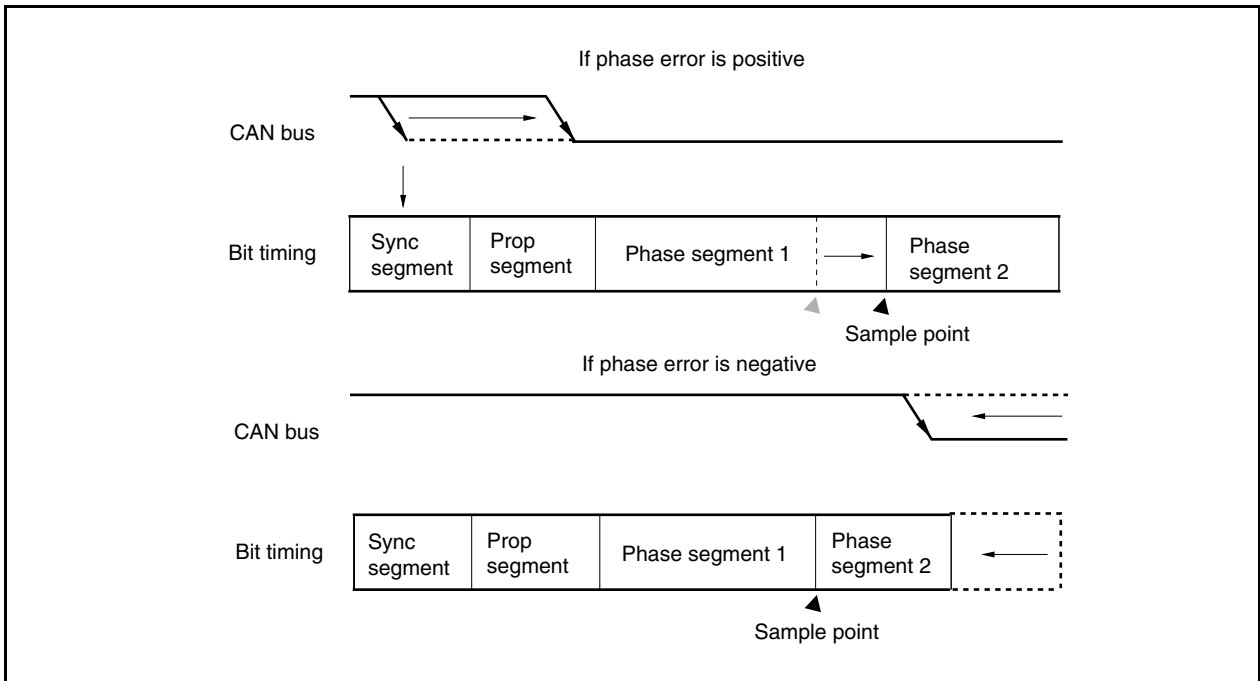 If phase error is positive
CAN bus
Bit timing
Sync
segment
Prop
segment
Phase segment 1
Phase
segment 2
Sample point
If phase error is negative
CAN bus
Bit timing
Sync
segment
Prop
segment
Phase segment 1
Phase
segment 2
Sample point